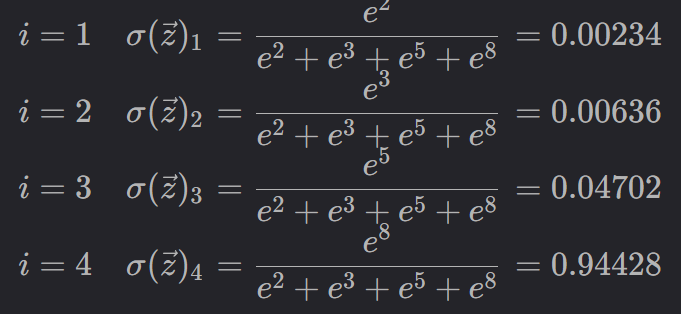 i = 1 σ(z⃗)₁ = e² / (e² + e³ + e⁵ + e⁸) = 0.00234
i = 2 σ(z⃗)₂ = e³ / (e² + e³ + e⁵ + e⁸) = 0.00636
i = 3 σ(z⃗)₃ = e⁵ / (e² + e³ + e⁵ + e⁸) = 0.04702
i = 4 σ(z⃗)₄ = e⁸ / (e² + e³ + e⁵ + e⁸) = 0.94428